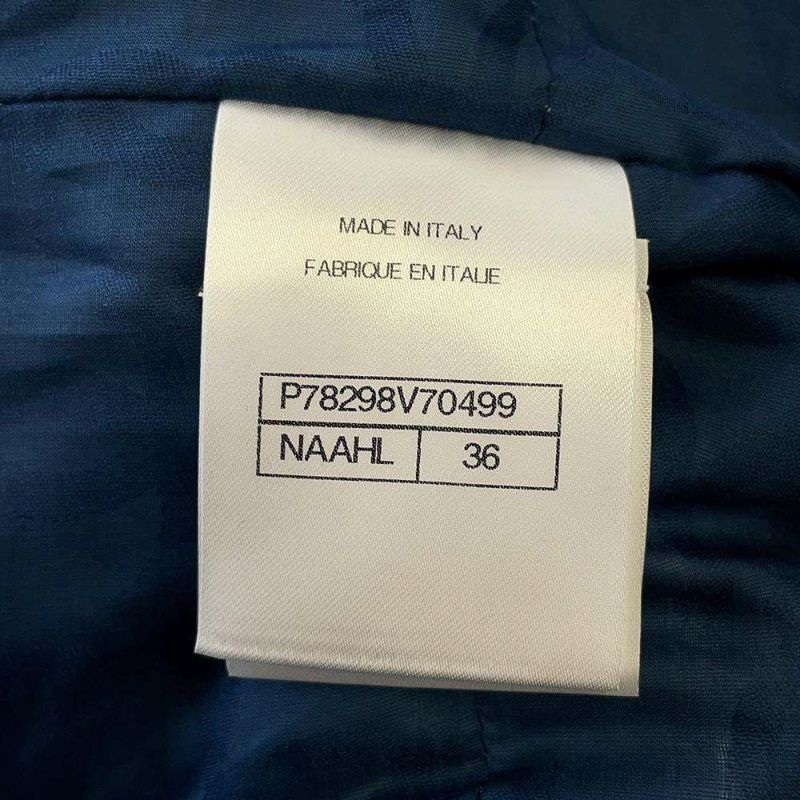 MADE IN ITALY
FABRIQUE EN ITALIE
P78298V70499
NAAHL 36